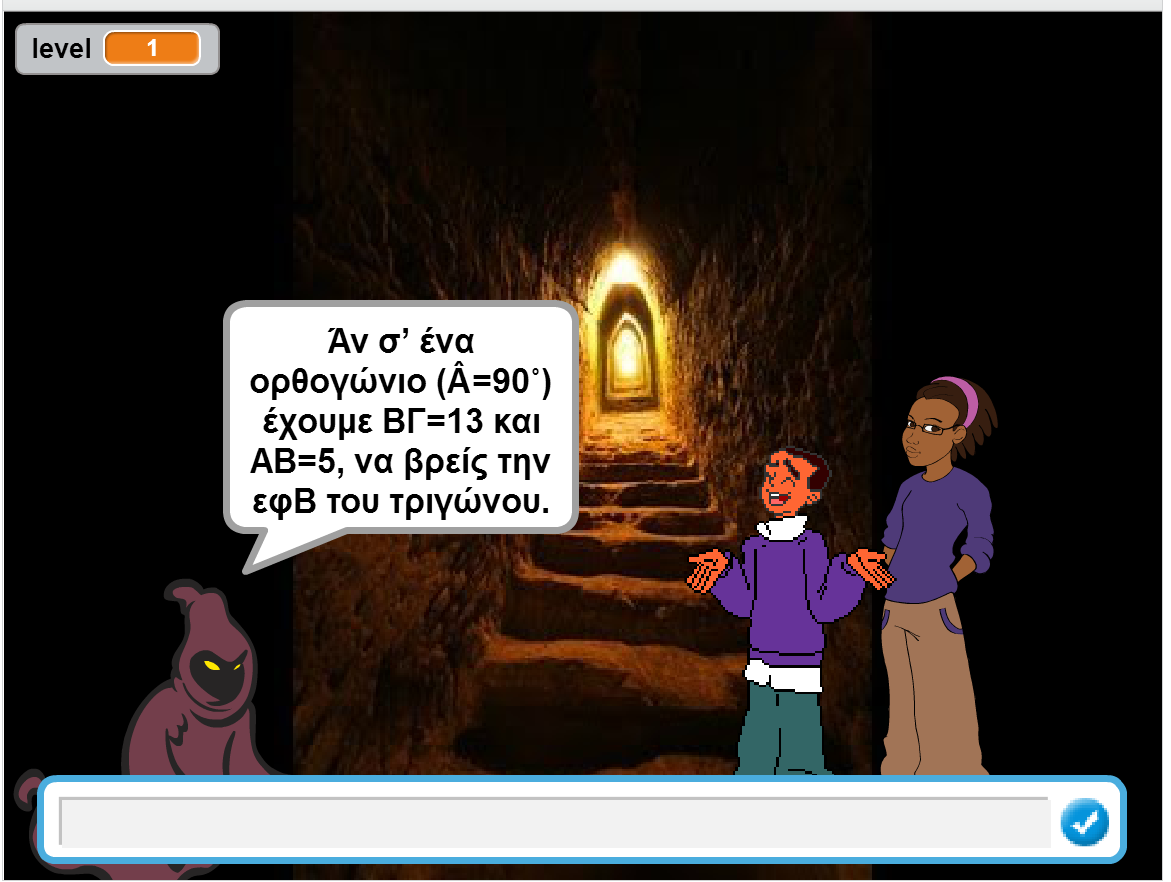 level 1
Άν σ’ ένα
ορθογώνιο (Â=90˚)
έχουμε ΒΓ=13 και
ΑΒ=5, να βρείς την
εφΒ του τριγώνου.